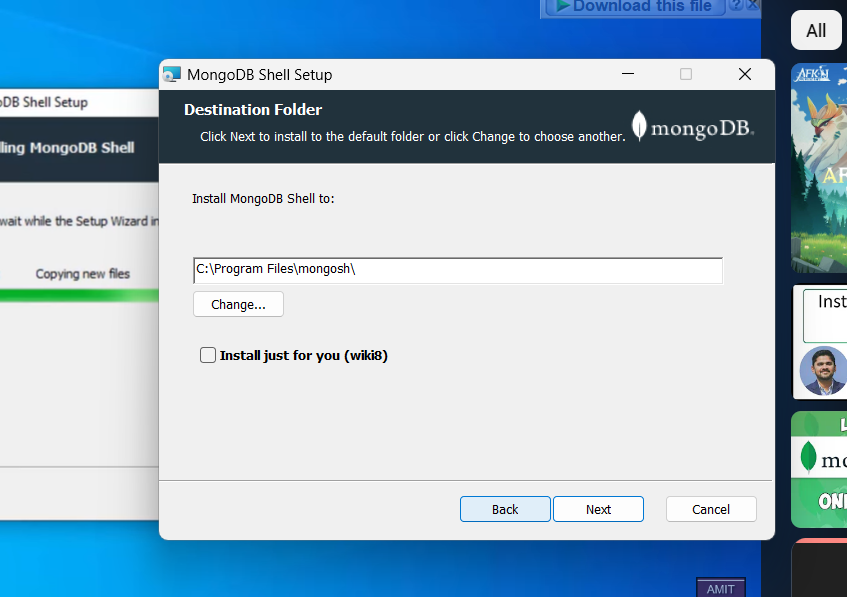 Download this file
?
All
MongoDB Shell Setup
DB Shell Setup
Destination Folder
Click Next to install to the default folder or click Change to choose another.
mongoDB.
AFK
ling MongoDB Shell
Install MongoDB Shell to:
wait while the Setup Wizard in
C:\Program Files\mongosh\
Copying new files
Change...
Inst
Install just for you (wiki8)
mo
ONE
Back
Next
Cancel
AMIT